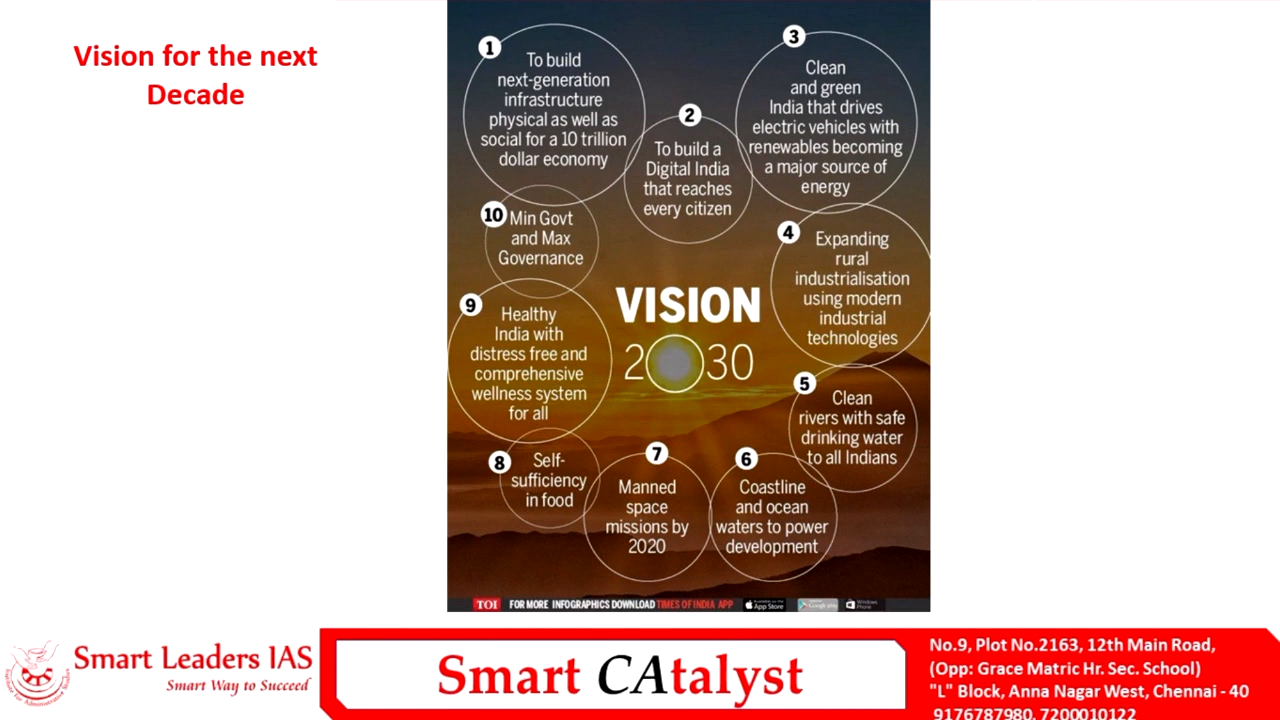 Vision for the next
Decade
1
To build
next-generation
infrastructure
physical as well as
social for a 10 trillion
dollar economy
2
To build a
Digital India
that reaches
every citizen
3
Clean
and green
India that drives
electric vehicles with
renewables becoming
a major source of
energy
4
Expanding
rural
industrialisation
using modern
industrial
technologies
5
Clean
rivers with safe
drinking water
to all Indians
6
Coastline
and ocean
waters to power
development
7
Manned
space
missions by
2020
8
Self-
sufficiency
in food
9
Healthy
India with
distress free and
comprehensive
wellness system
for all
10
Min Govt
and Max
Governance
VISION
2030
TOI FOR MORE INFOGRAPHICS DOWNLOAD TIMES OF INDIA APP
App Store
Google play
Windows
Phone
Smart Leaders IAS
Smart Way to Succeed
Smart CAtalyst
No.9, Plot No.2163, 12th Main Road,
(Opp: Grace Matric Hr. Sec. School)
"L" Block, Anna Nagar West, Chennai - 40
9176787980, 7200010122